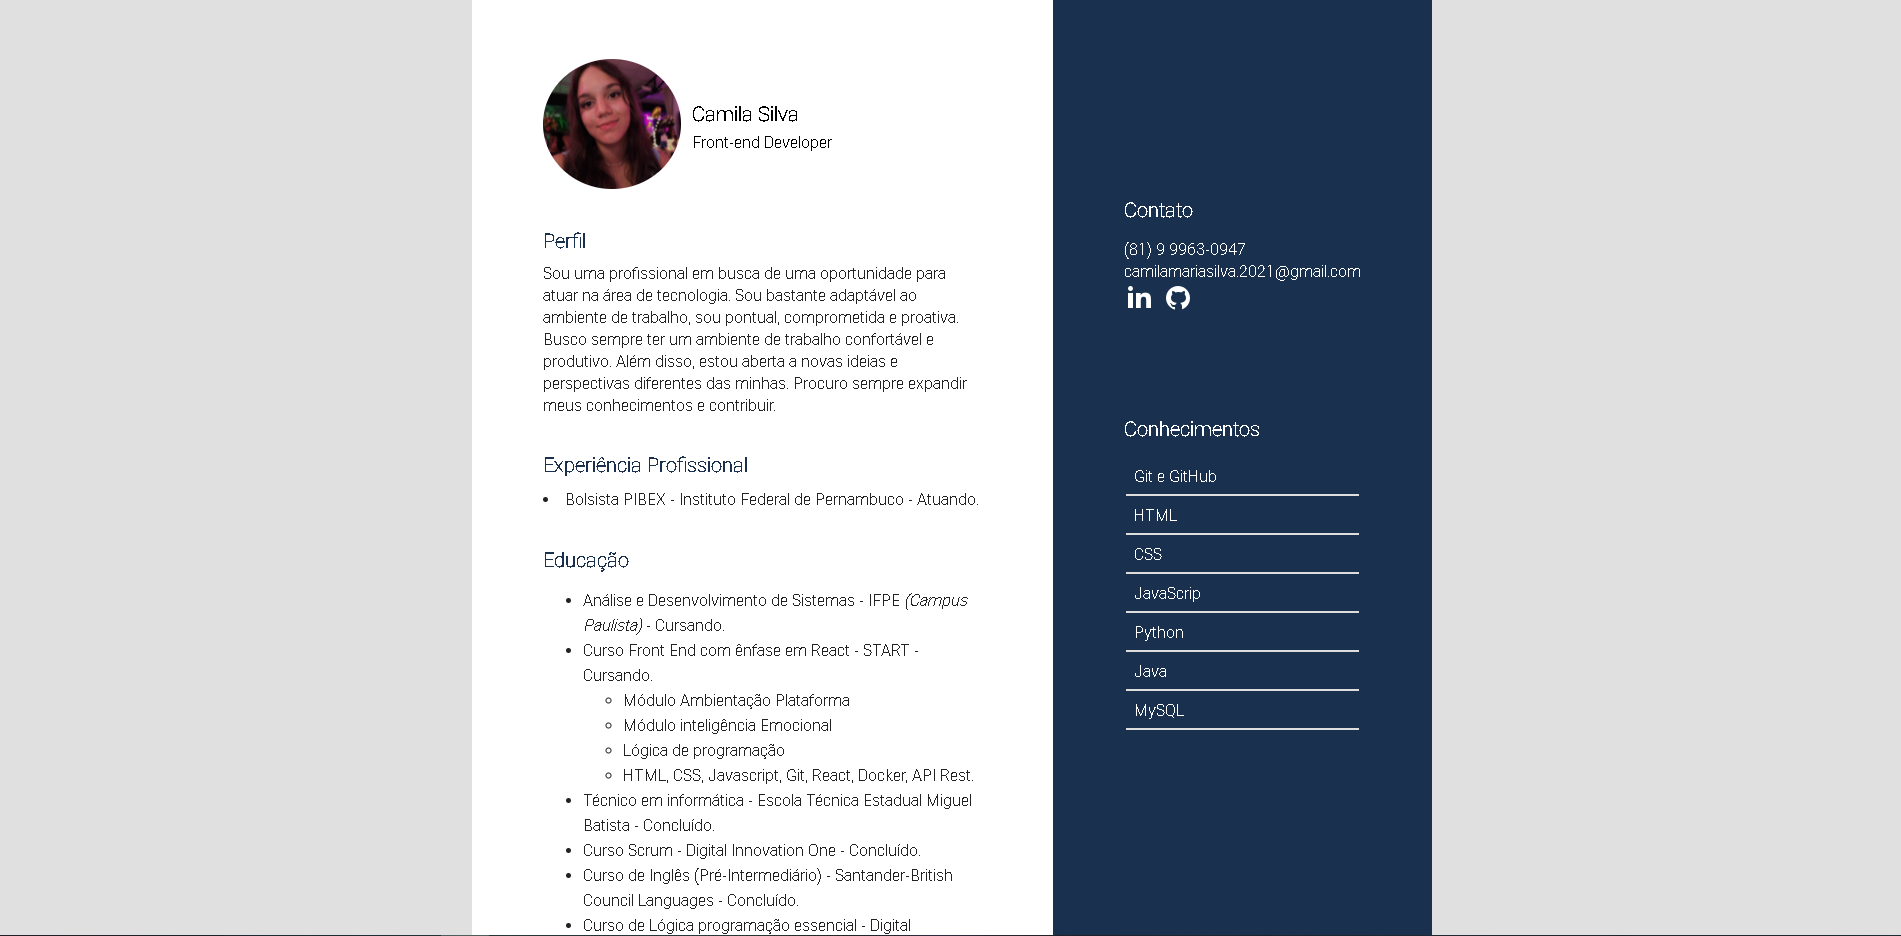 Camila Silva
Front-end Developer
Perfil
Sou uma profissional em busca de uma oportunidade para
atuar na área de tecnologia. Sou bastante adaptável ao
ambiente de trabalho, sou pontual, comprometida e proativa.
Busco sempre ter um ambiente de trabalho confortável e
produtivo. Além disso, estou aberta a novas ideias e
perspectivas diferentes das minhas. Procuro sempre expandir
meus conhecimentos e contribuir.
Experiência Profissional
• Bolsista PIBEX - Instituto Federal de Pernambuco - Atuando.
Educação
• Análise e Desenvolvimento de Sistemas - IFPE (Campus
Paulista) - Cursando.
• Curso Front End com ênfase em React - START -
Cursando.
◦ Módulo Ambientação Plataforma
◦ Módulo inteligência Emocional
◦ Lógica de programação
◦ HTML, CSS, Javascript, Git, React, Docker, API Rest.
• Técnico em informática - Escola Técnica Estadual Miguel
Batista - Concluído.
• Curso Scrum - Digital Innovation One - Concluído.
• Curso de Inglês (Pré-Intermediário) - Santander-British
Council Languages - Concluído.
• Curso de Lógica programação essencial - Digital
Contato
(81) 9 9963-0947
camilamariasilva.2021@gmail.com
in
Conhecimentos
Git e GitHub
HTML
CSS
JavaScrip
Python
Java
MySQL